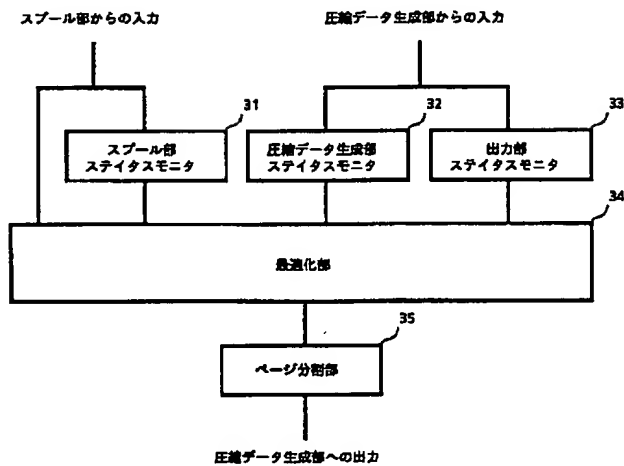 スプール部からの入力
圧縮データ生成部からの入力
31
スプール部
ステイタスモニタ
32
圧縮データ生成部
ステイタスモニタ
33
出力部
ステイタスモニタ
34
最適化部
35
ページ分割部
圧縮データ生成部への出力